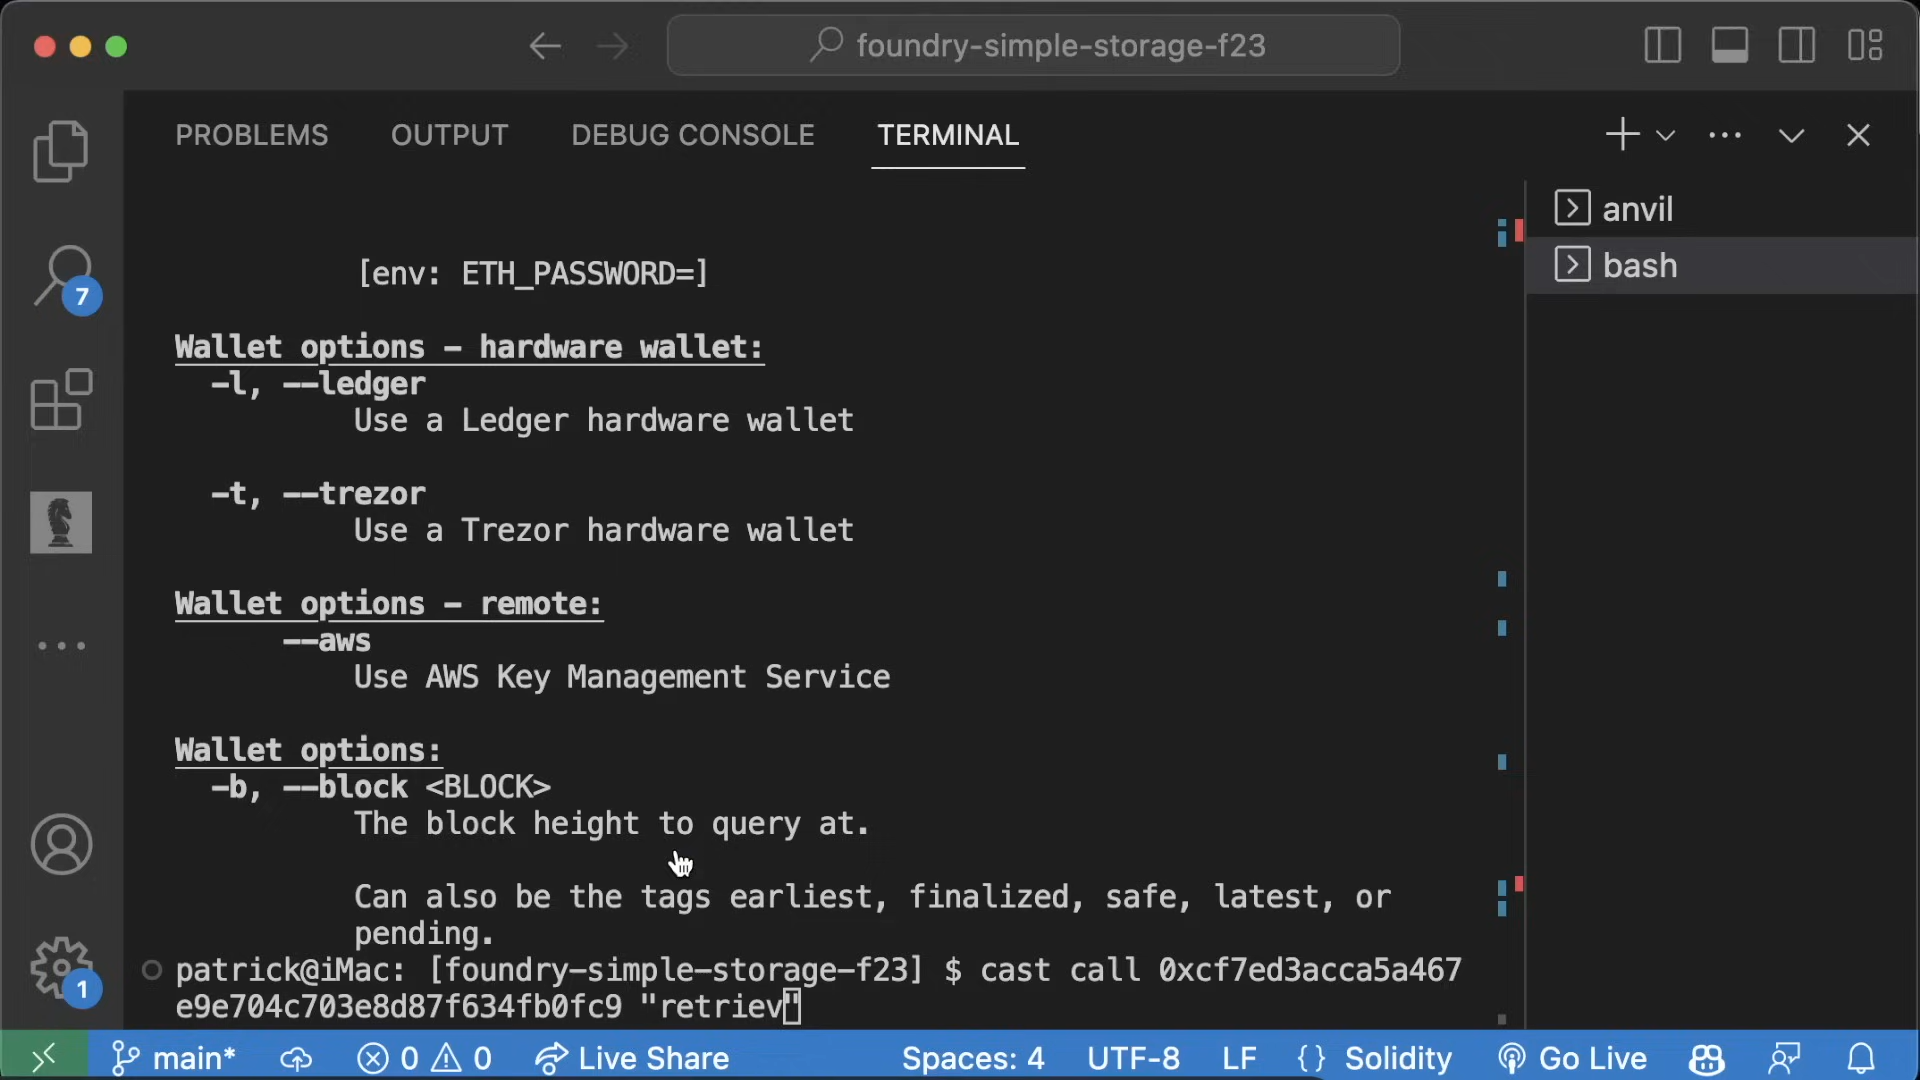 foundry-simple-storage-f23
PROBLEMS OUTPUT DEBUG CONSOLE TERMINAL
anvil
bash
7
1
[env: ETH_PASSWORD=]
Wallet options - hardware wallet:
-l, --ledger
Use a Ledger hardware wallet
-t, --trezor
Use a Trezor hardware wallet
Wallet options - remote:
--aws
Use AWS Key Management Service
Wallet options:
-b, --block <BLOCK>
The block height to query at.
Can also be the tags earliest, finalized, safe, latest, or
pending.
patrick@iMac: [foundry-simple-storage-f23] $ cast call 0xcf7ed3acca5a467
e9e704c703e8d87f634fb0fc9 "retriev"
main* 0 0 Live Share Spaces: 4 UTF-8 LF {} Solidity Go Live